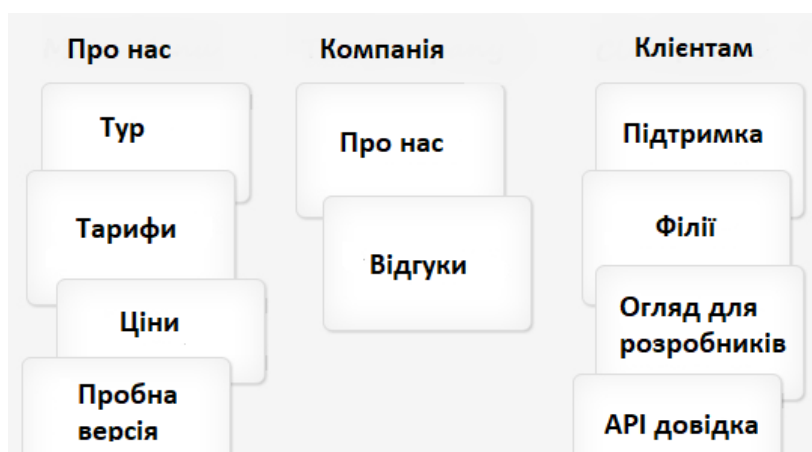 Про нас
Тур
Тарифи
Ціни
Пробна
версія
Компанія
Про нас
Відгуки
Клієнтам
Підтримка
Філії
Огляд для
розробників
API довідка